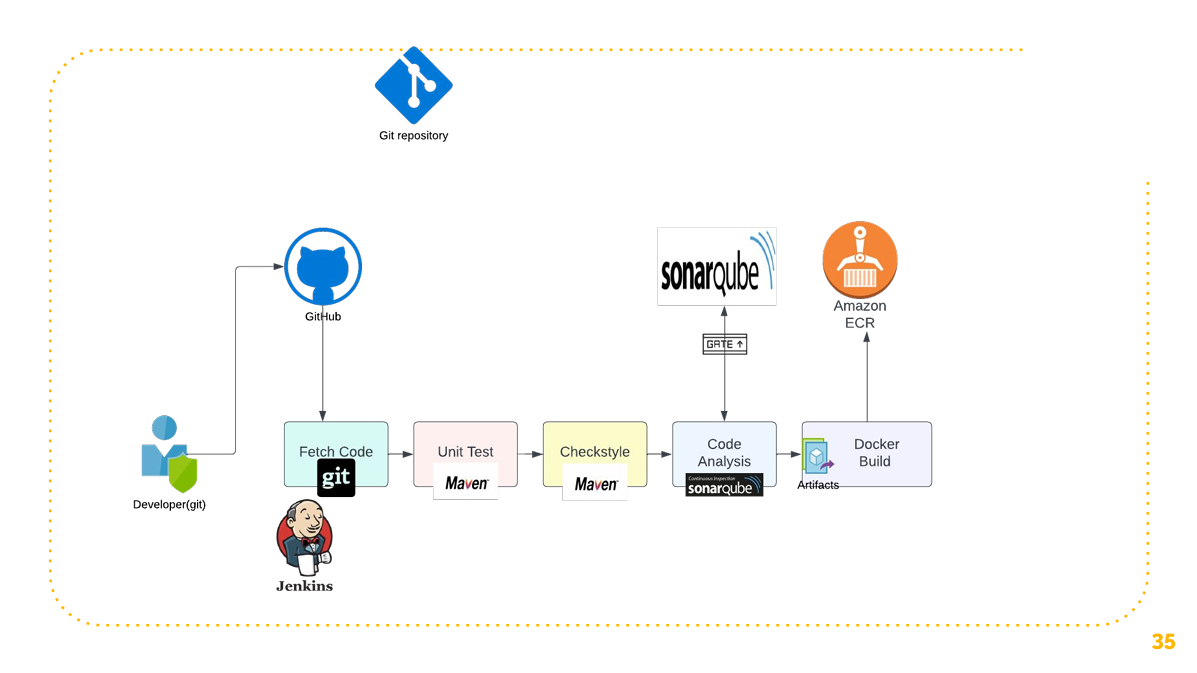 Git repository
GitHub
sonarqube
Amazon
ECR
GATE ↑
Fetch Code
git
Unit Test
Maven
Checkstyle
Maven
Code
Analysis
Continuous Inspection
sonarqube
Docker
Build
Artifacts
Developer(git)
Jenkins
35